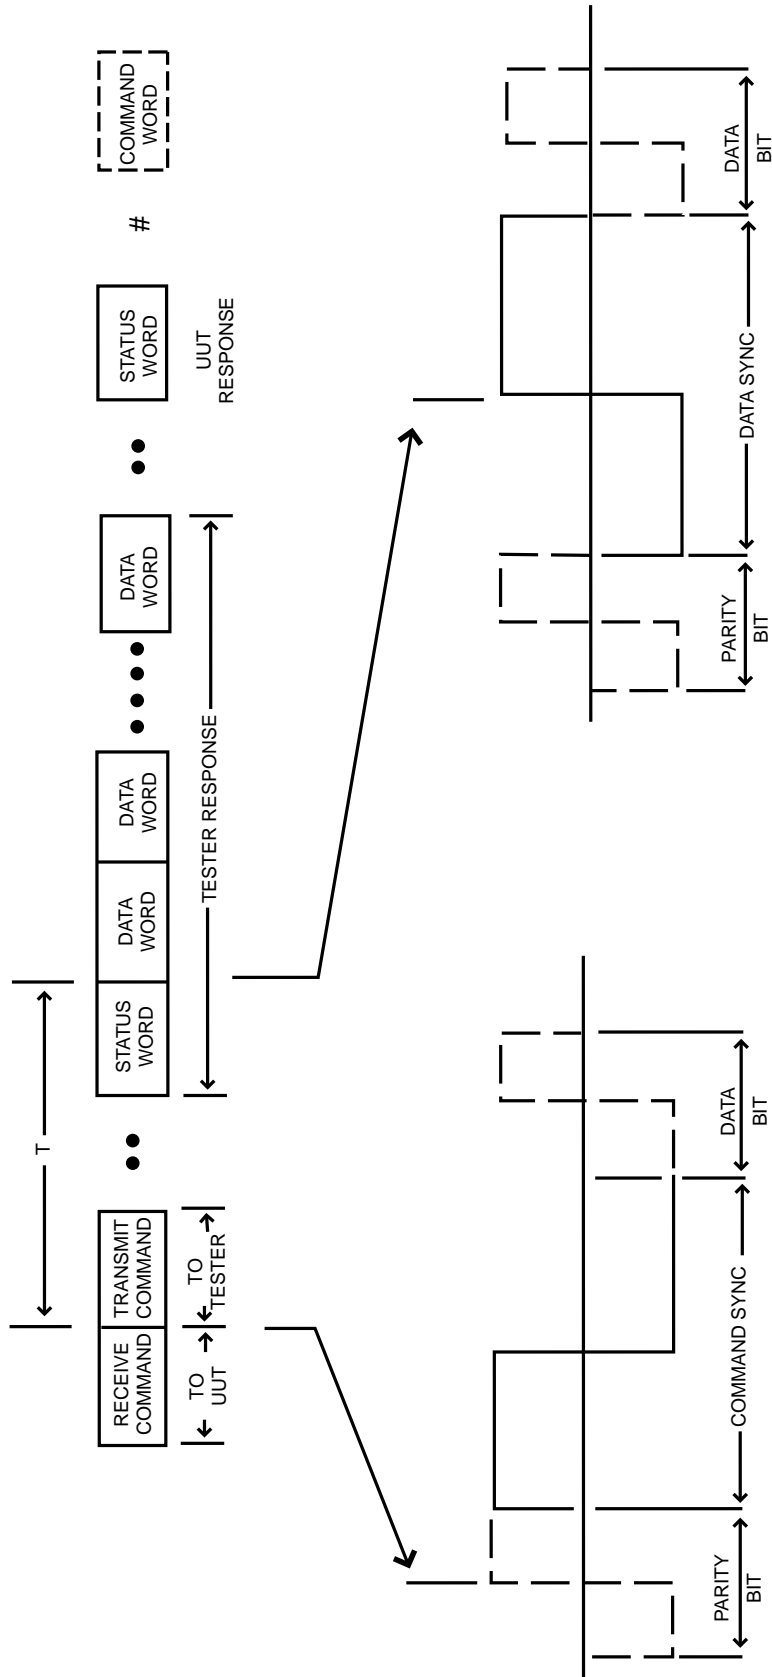 T
RECEIVE
COMMAND
TRANSMIT
COMMAND
STATUS
WORD
DATA
WORD
DATA
WORD
DATA
WORD
STATUS
WORD
#
COMMAND
WORD
TO
UUT
TO
TESTER
TESTER RESPONSE
UUT
RESPONSE
PARITY
BIT
COMMAND SYNC
DATA
BIT
PARITY
BIT
DATA SYNC
DATA
BIT